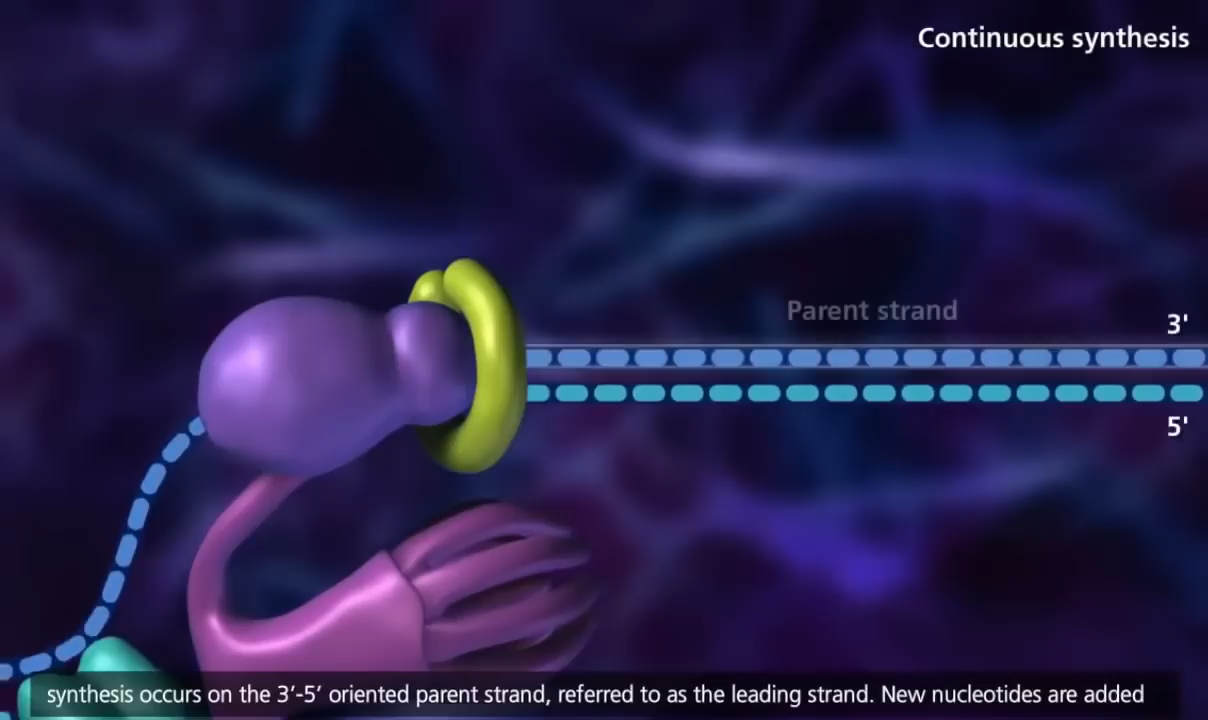 Continuous synthesis
Parent strand
3'
5'
synthesis occurs on the 3’-5’ oriented parent strand, referred to as the leading strand. New nucleotides are added